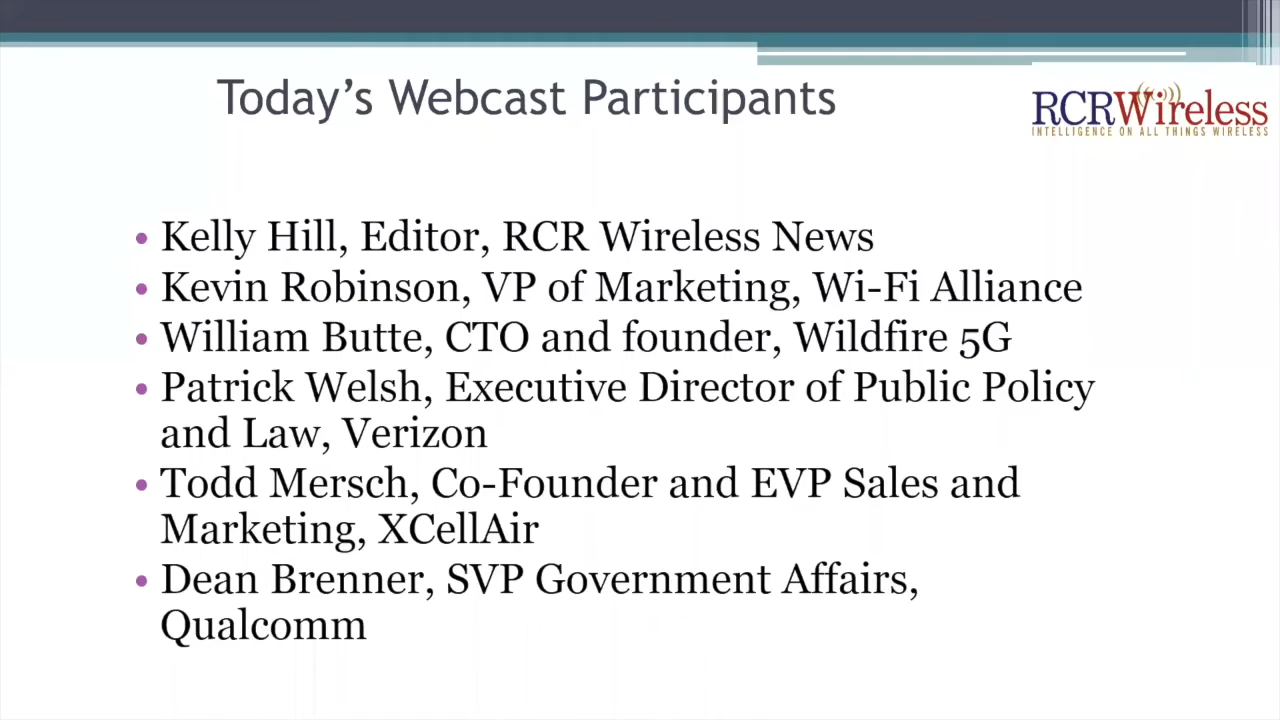 Today's Webcast Participants
RCRWireless
INTELLIGENCE ON ALL THINGS WIRELESS
• Kelly Hill, Editor, RCR Wireless News
• Kevin Robinson, VP of Marketing, Wi-Fi Alliance
• William Butte, CTO and founder, Wildfire 5G
• Patrick Welsh, Executive Director of Public Policy
and Law, Verizon
• Todd Mersch, Co-Founder and EVP Sales and
Marketing, XCellAir
• Dean Brenner, SVP Government Affairs,
Qualcomm